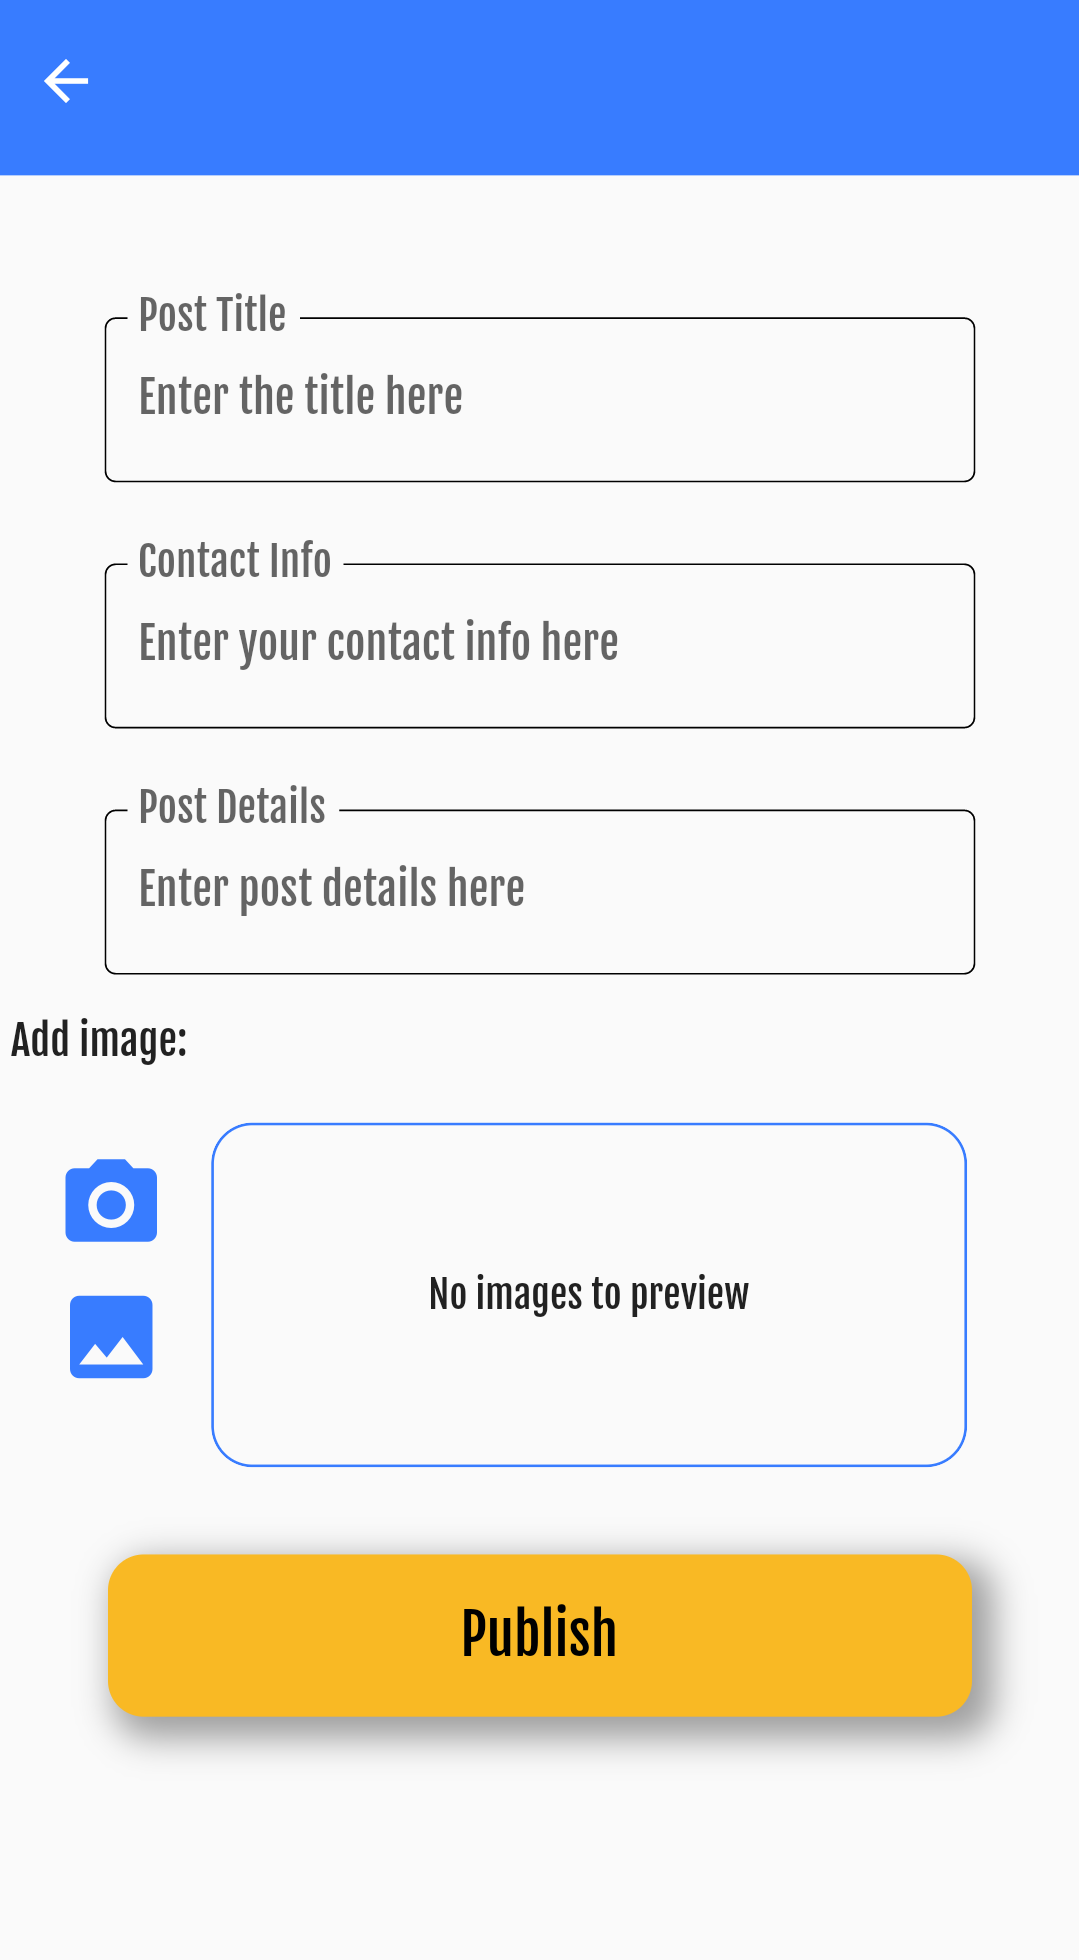 Post Title
Enter the title here
Contact Info
Enter your contact info here
Post Details
Enter post details here
Add image:
No images to preview
Publish